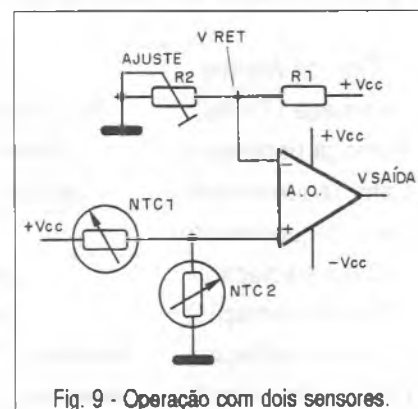 V RET
AJUSTE
R2
R1
+Vcc
+Vcc
−
A.O.
V SAÍDA
+
NTC1
+Vcc
−Vcc
NTC2
Fig. 9 - Operação com dois sensores.